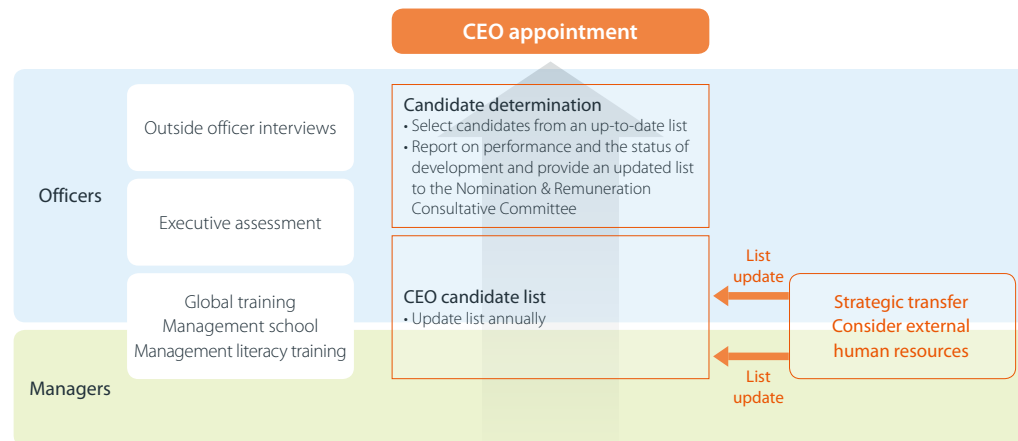 CEO appointment
Officers
Outside officer interviews
Executive assessment
Global training
Management school
Management literacy training
Candidate determination
• Select candidates from an up-to-date list
• Report on performance and the status of
development and provide an updated list
to the Nomination & Remuneration
Consultative Committee
CEO candidate list
• Update list annually
List
update
Strategic transfer
Consider external
human resources
List
update
Managers